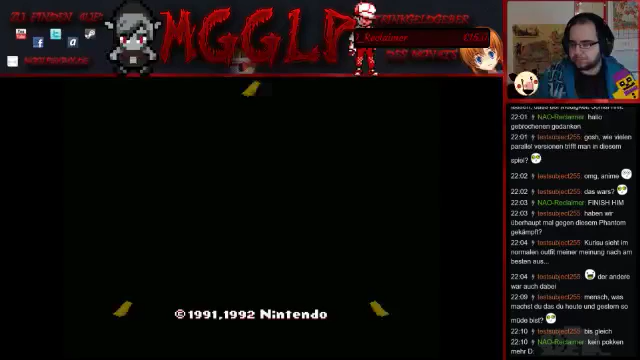 ZU FINDEN AUF
MGGLP
TRINKGELDGEBER
NAO-Reclaimer: hallo
gebrochenen gedanken
22:01 testsubject255: gosh, wie vielen
parallel versionen trifft man in diesem
spiel?
22:02 testsubject255: omg, anime
22:02 testsubject255: das wars?
22:03 NAO-Reclaimer: FINISH HIM
22:03 testsubject255: haben wir
überhaupt mal gegen dieses Phantom
gekämpft?
22:04 testsubject255: Kurisu sieht im
normalen outfit meiner meinung nach am
besten aus...
22:04 testsubject255: der andere
war auch dabei
22:09 testsubject255: mensch, was
machst du das du heute und gestern so
müde bist?
22:10 testsubject255: bis gleich
22:10 NAO-Reclaimer: kein pokken
mehr D:
©1991,1992 Nintendo